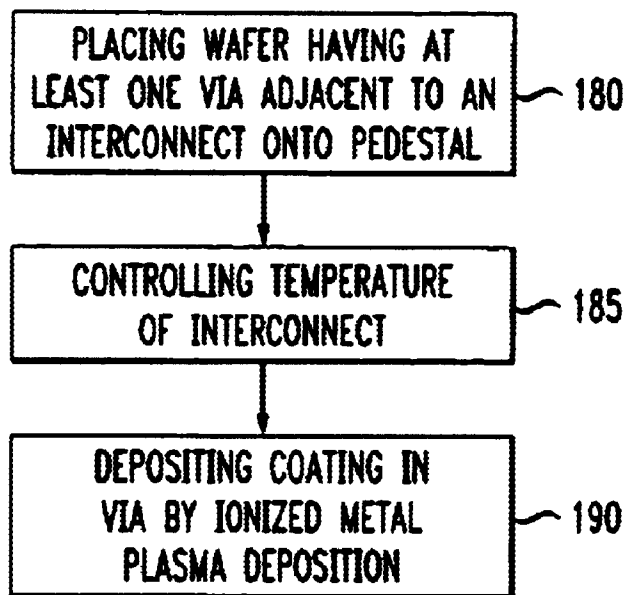 PLACING WAFER HAVING AT
LEAST ONE VIA ADJACENT TO AN
INTERCONNECT ONTO PEDESTAL
180
CONTROLLING TEMPERATURE
OF INTERCONNECT
185
DEPOSITING COATING IN
VIA BY IONIZED METAL
PLASMA DEPOSITION
190